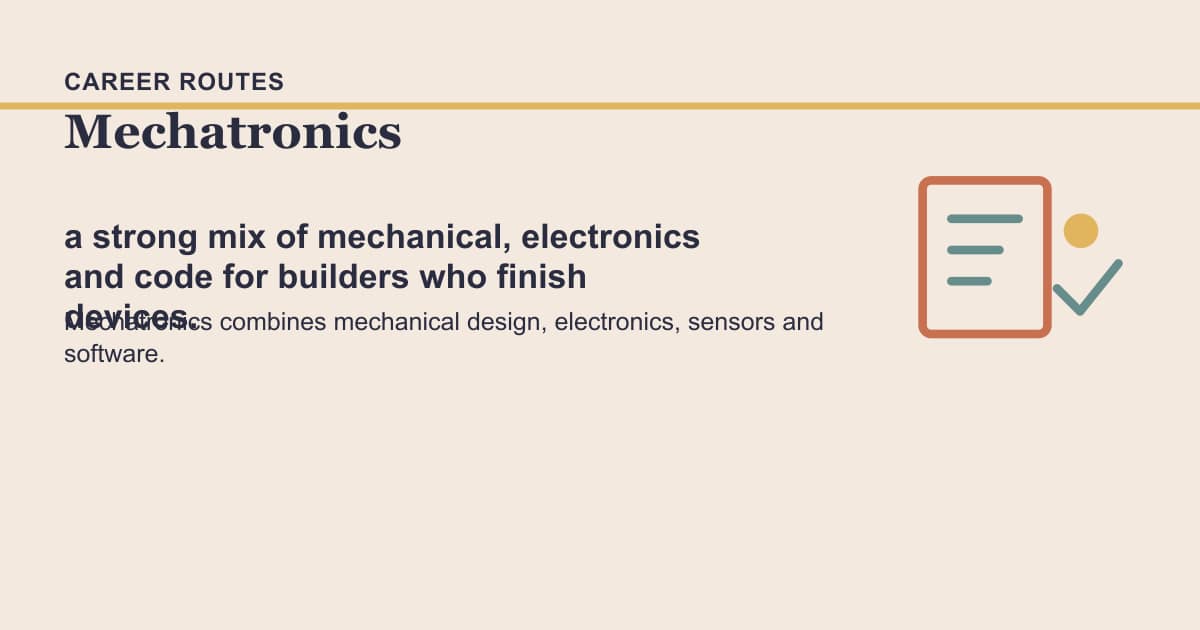 CAREER ROUTES
Mechatronics
a strong mix of mechanical, electronics
and code for builders who finish
devices.
Mechatronics combines mechanical design, electronics, sensors and
software.